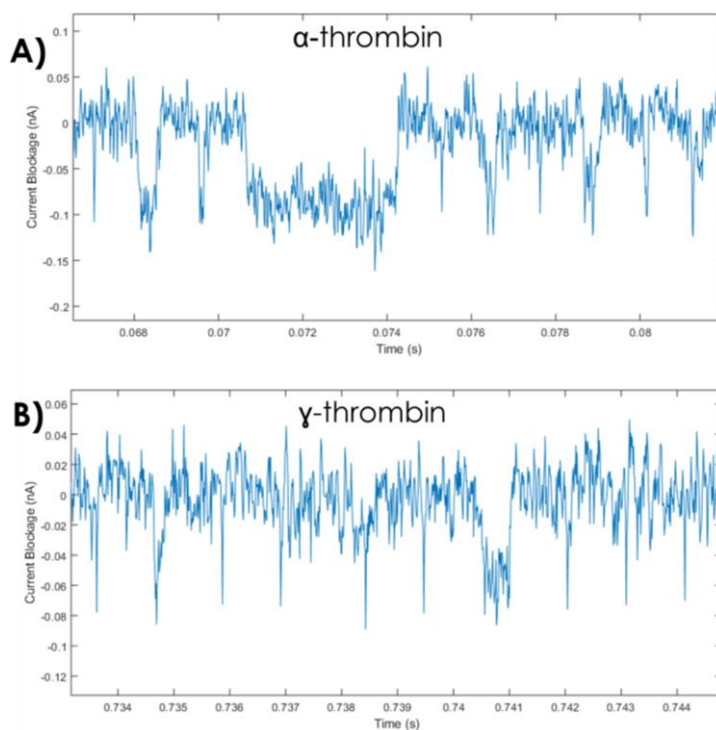 A)
α-thrombin
Current Blockage (nA)
0.1
0.05
0
-0.05
-0.1
-0.15
-0.2
0.068 0.07 0.072 0.074 0.076 0.078 0.08
Time (s)
B)
ɣ-thrombin
Current Blockage (nA)
0.06
0.04
0.02
0
-0.02
-0.04
-0.06
-0.08
-0.1
-0.12
0.734 0.735 0.736 0.737 0.738 0.739 0.74 0.741 0.742 0.743 0.744
Time (s)